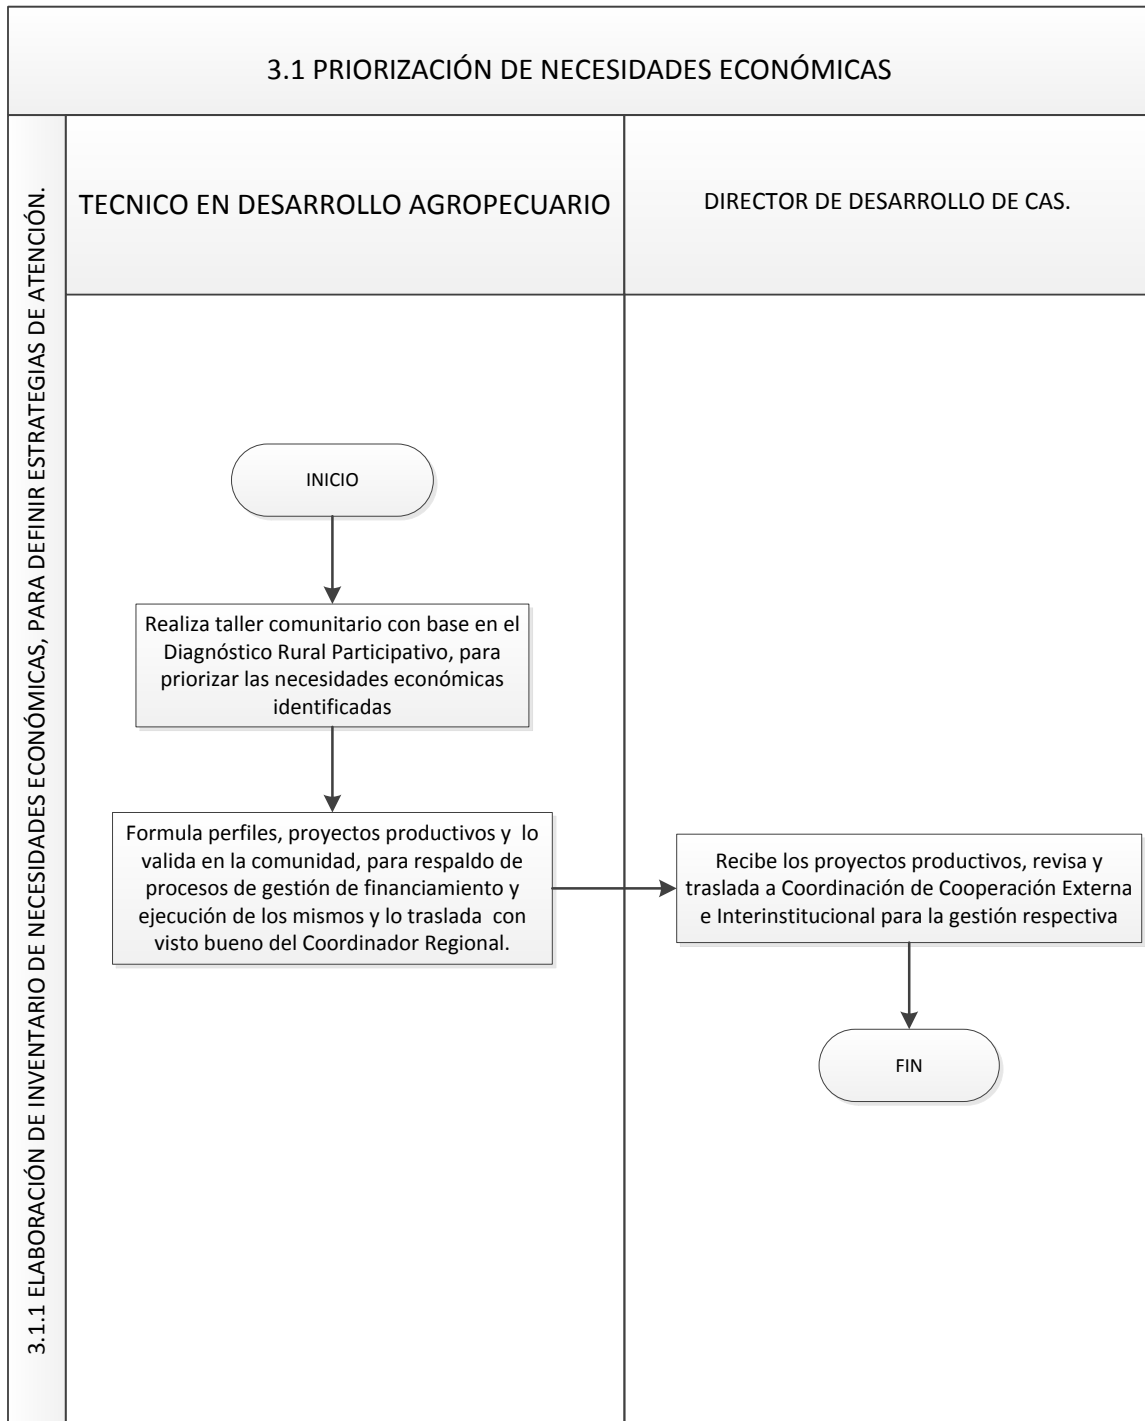 3.1 PRIORIZACIÓN DE NECESIDADES ECONÓMICAS
3.1.1 ELABORACIÓN DE INVENTARIO DE NECESIDADES ECONÓMICAS, PARA DEFINIR ESTRATEGIAS DE ATENCIÓN.
TECNICO EN DESARROLLO AGROPECUARIO
DIRECTOR DE DESARROLLO DE CAS.
INICIO
Realiza taller comunitario con base en el
Diagnóstico Rural Participativo, para
priorizar las necesidades económicas
identificadas
Formula perfiles, proyectos productivos y lo
valida en la comunidad, para respaldo de
procesos de gestión de financiamiento y
ejecución de los mismos y lo traslada con
visto bueno del Coordinador Regional.
Recibe los proyectos productivos, revisa y
traslada a Coordinación de Cooperación Externa
e Interinstitucional para la gestión respectiva
FIN